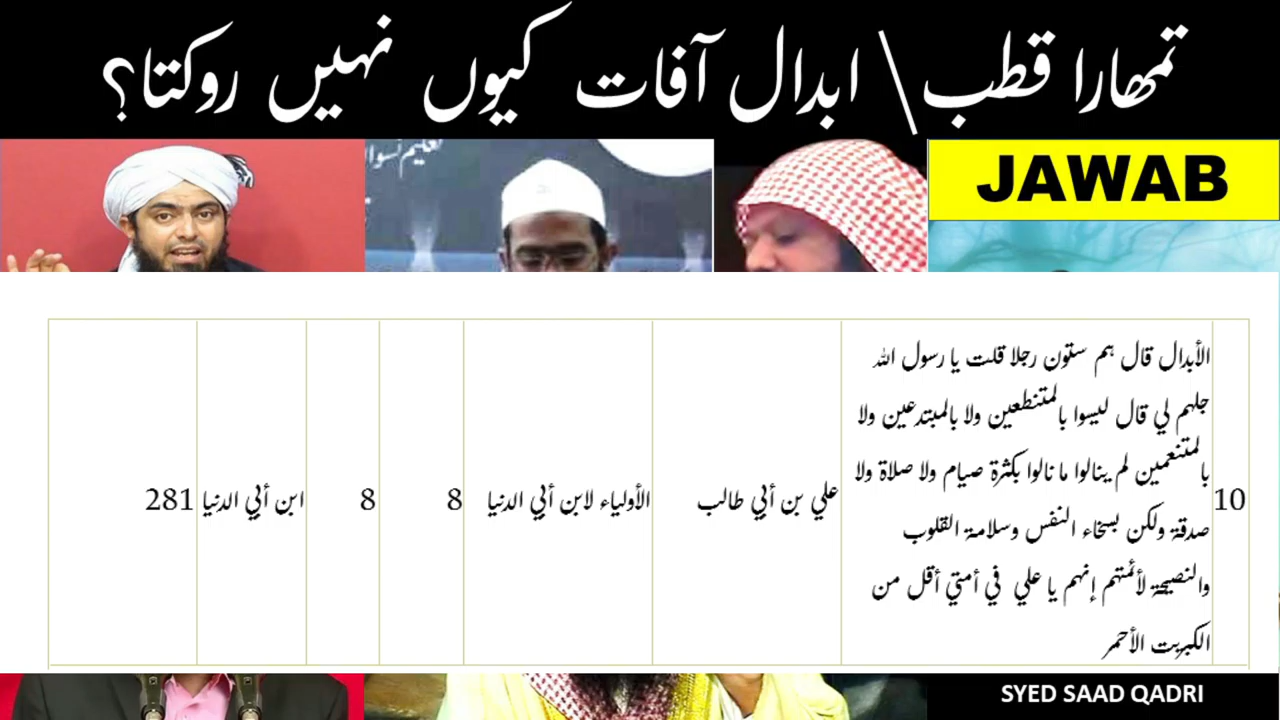 تمھارا قطب\ ابدال آفات کیوں نہیں روکتا؟
JAWAB
10
الأبدال قال هم ستون رجلا قلت يا رسول الله
جلهم لي قال ليسوا بالمتنطعين ولا بالمبتدعين ولا
بالمتنعمين لم ينالوا ما نالوا بكثرة صيام ولا صلاة ولا
صدقة ولكن بسخاء النفس وسلامة القلوب
والنصيحة لأئمتهم إنهم يا علي في أمتي أقل من
الكبريت الأحمر
علي بن أبي طالب
الأولياء لابن أبي الدنيا
8
8
ابن أبي الدنيا
281
SYED SAAD QADRI